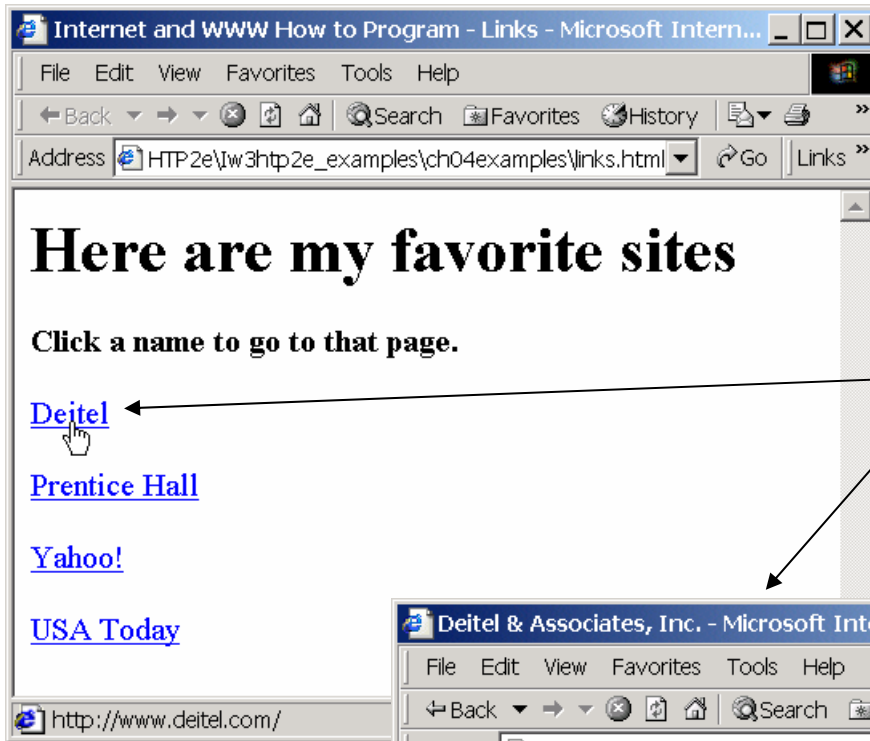 Internet and WWW How to Program - Links - Microsoft Intern...
File Edit View Favorites Tools Help
Back Search Favorites History »
Address HTP2e\Iw3htp2e_examples\ch04examples\links.html Go Links »
Here are my favorite sites
Click a name to go to that page.
Deitel
Prentice Hall
Yahoo!
USA Today
http://www.deitel.com/
Deitel & Associates, Inc. - Microsoft Int
File Edit View Favorites Tools Help
Back Search